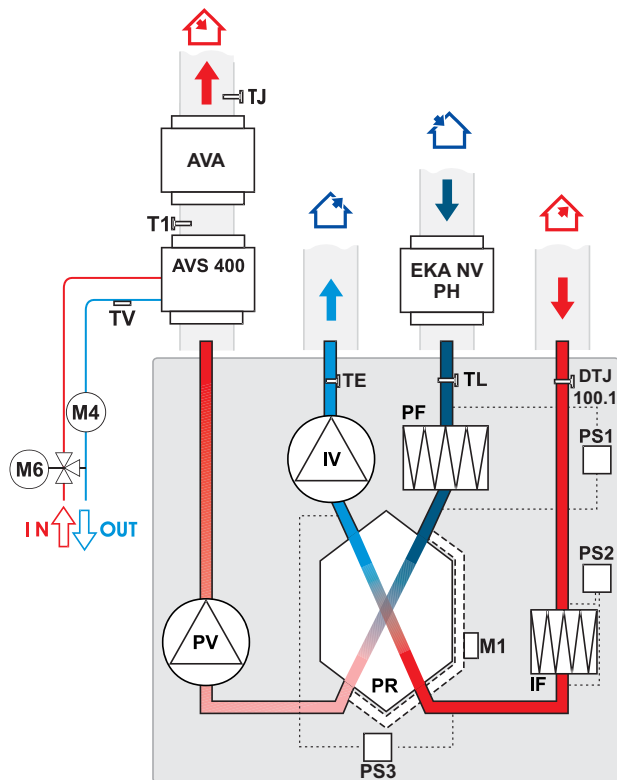 TJ
AVA
T1
AVS 400
EKA NV
PH
TV
TE
TL
DTJ
100.1
M4
PF
PS1
IV
M6
IN
OUT
PS2
PV
M1
PR
IF
PS3